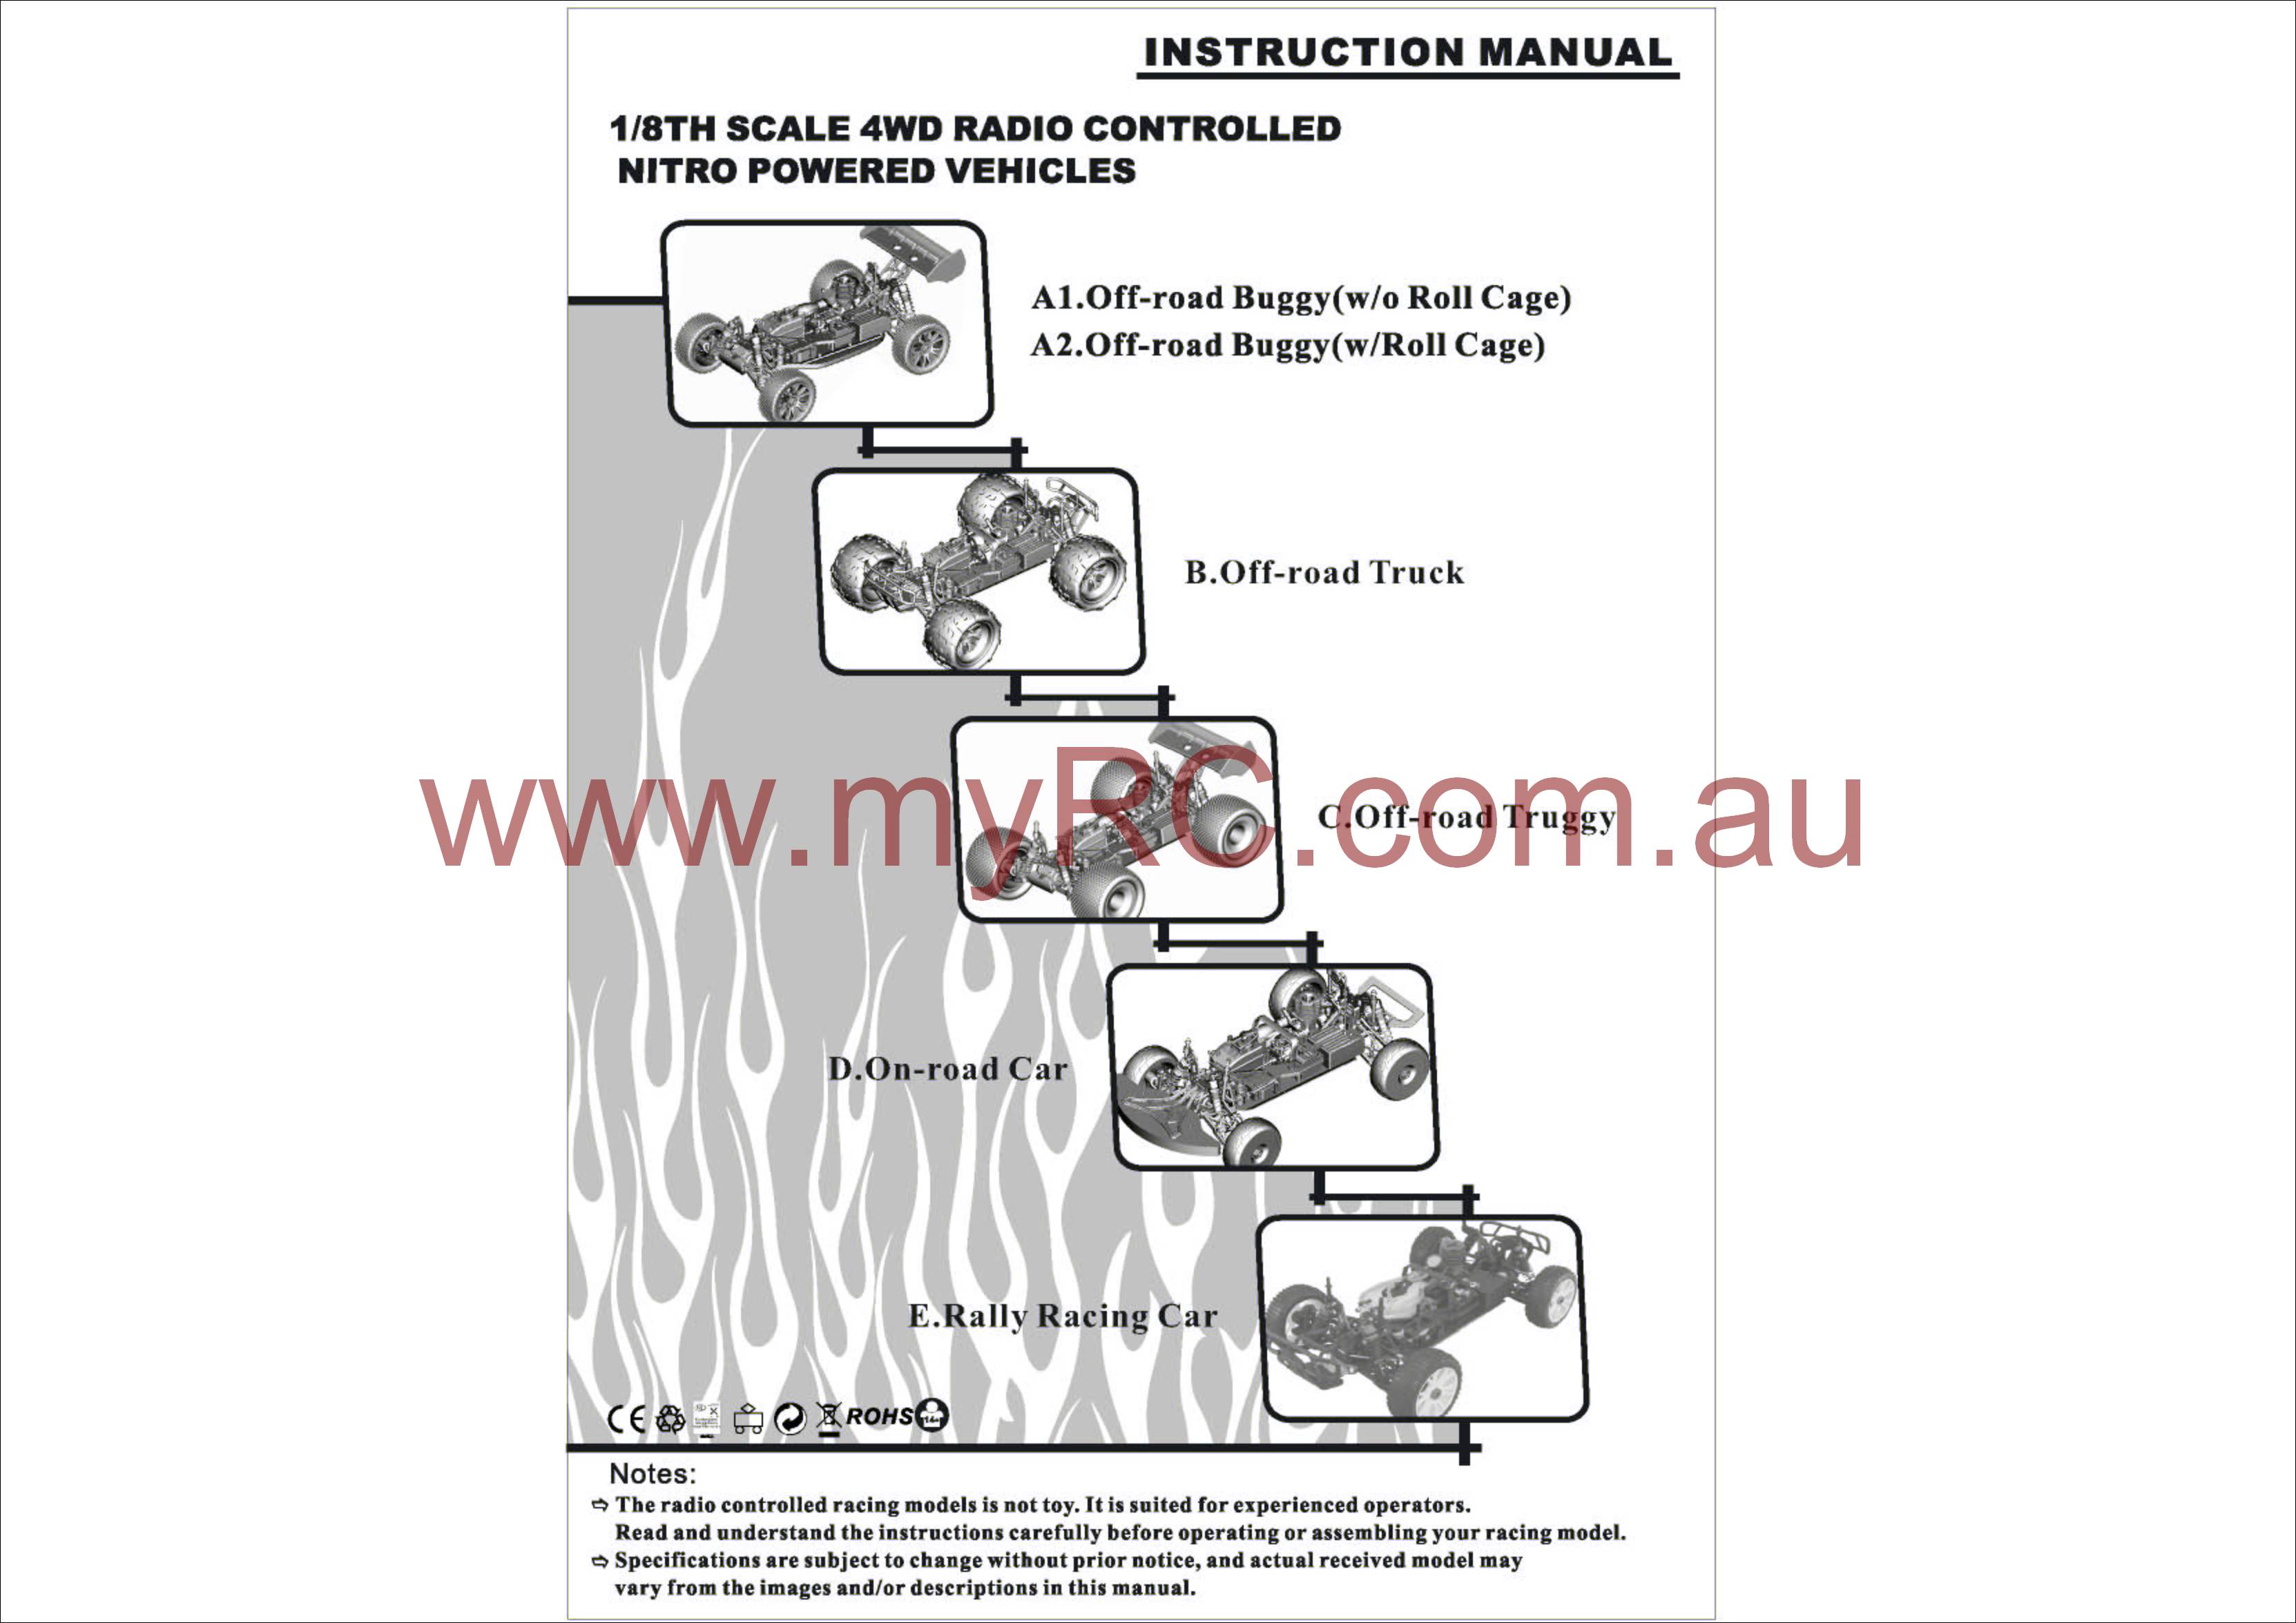 INSTRUCTION MANUAL
1/8TH SCALE 4WD RADIO CONTROLLED
NITRO POWERED VEHICLES
A1.Off-road Buggy(w/o Roll Cage)
A2.Off-road Buggy(w/Roll Cage)
B.Off-road Truck
www.myRC.com.au
C.Off-road Truggy
D.On-road Car
E.Rally Racing Car
CE ROHS 14+
Notes:
⇨ The radio controlled racing models is not toy. It is suited for experienced operators.
Read and understand the instructions carefully before operating or assembling your racing model.
⇨ Specifications are subject to change without prior notice, and actual received model may
vary from the images and/or descriptions in this manual.